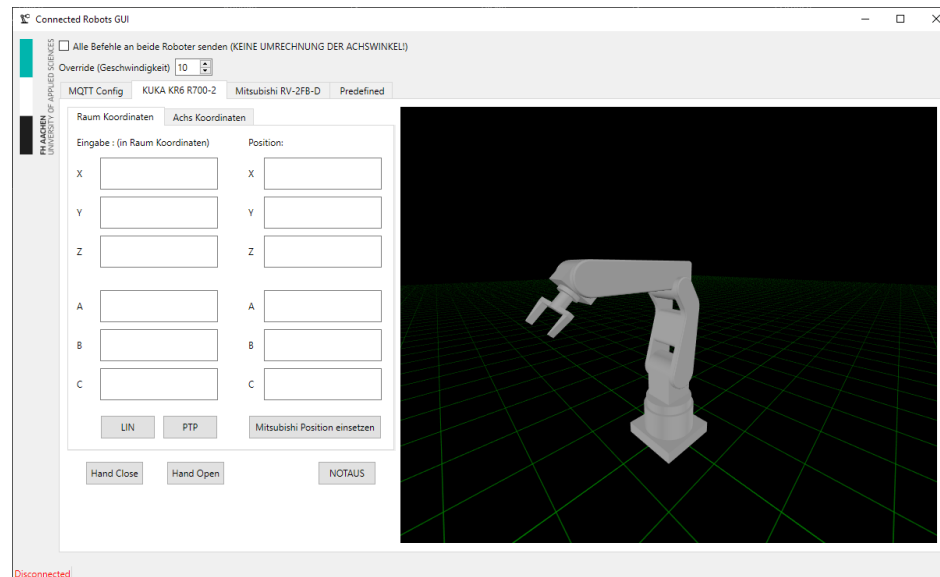 Connected Robots GUI
FH AACHEN
UNIVERSITY OF APPLIED SCIENCES
Alle Befehle an beide Roboter senden (KEINE UMRECHNUNG DER ACHSWINKEL!)
Override (Geschwindigkeit) 10
MQTT Config KUKA KR6 R700-2 Mitsubishi RV-2FB-D Predefined
Raum Koordinaten Achs Koordinaten
Eingabe : (in Raum Koordinaten) Position:
X X
Y Y
Z Z
A A
B B
C C
LIN PTP Mitsubishi Position einsetzen
Hand Close Hand Open NOTAUS
Disconnected